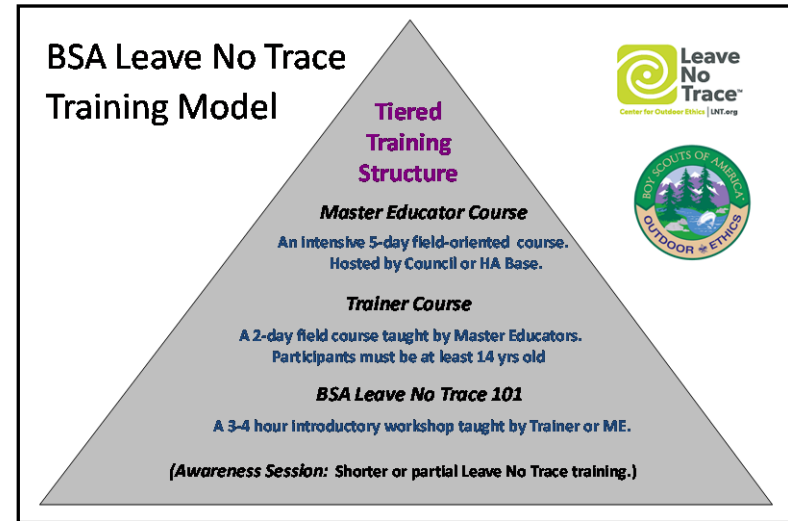 BSA Leave No Trace
Training Model
Leave
No
Trace™
Center for Outdoor Ethics | LNT.org
Tiered
Training
Structure
BOY SCOUTS OF AMERICA
OUTDOOR ETHICS
Master Educator Course
An intensive 5-day field-oriented course.
Hosted by Council or HA Base.
Trainer Course
A 2-day field course taught by Master Educators.
Participants must be at least 14 yrs old
BSA Leave No Trace 101
A 3-4 hour introductory workshop taught by Trainer or ME.
(Awareness Session: Shorter or partial Leave No Trace training.)